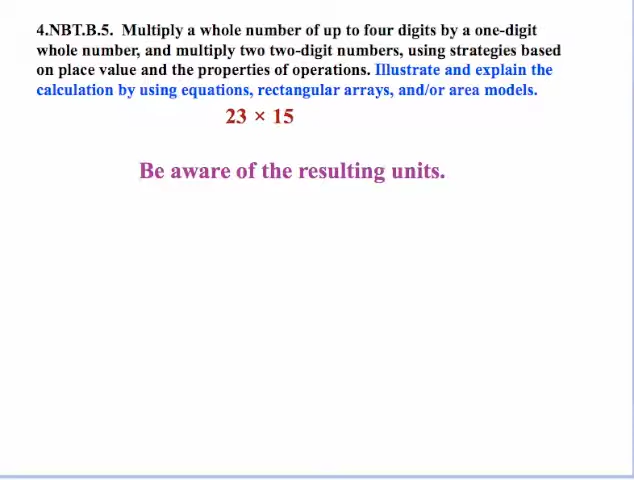 4.NBT.B.5. Multiply a whole number of up to four digits by a one-digit
whole number, and multiply two two-digit numbers, using strategies based
on place value and the properties of operations. Illustrate and explain the
calculation by using equations, rectangular arrays, and/or area models.
23 × 15
Be aware of the resulting units.